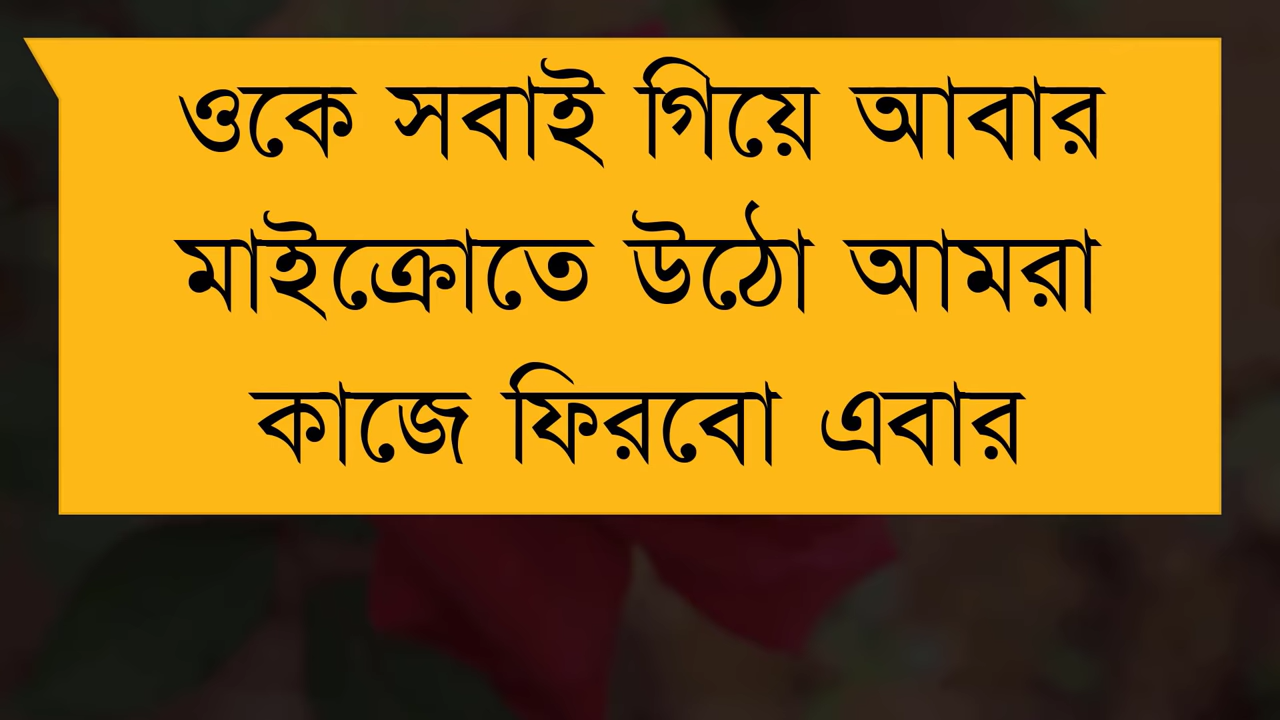 ওকে সবাই গিয়ে আবার
মাইক্রোতে উঠো আমরা
কাজে ফিরবো এবার